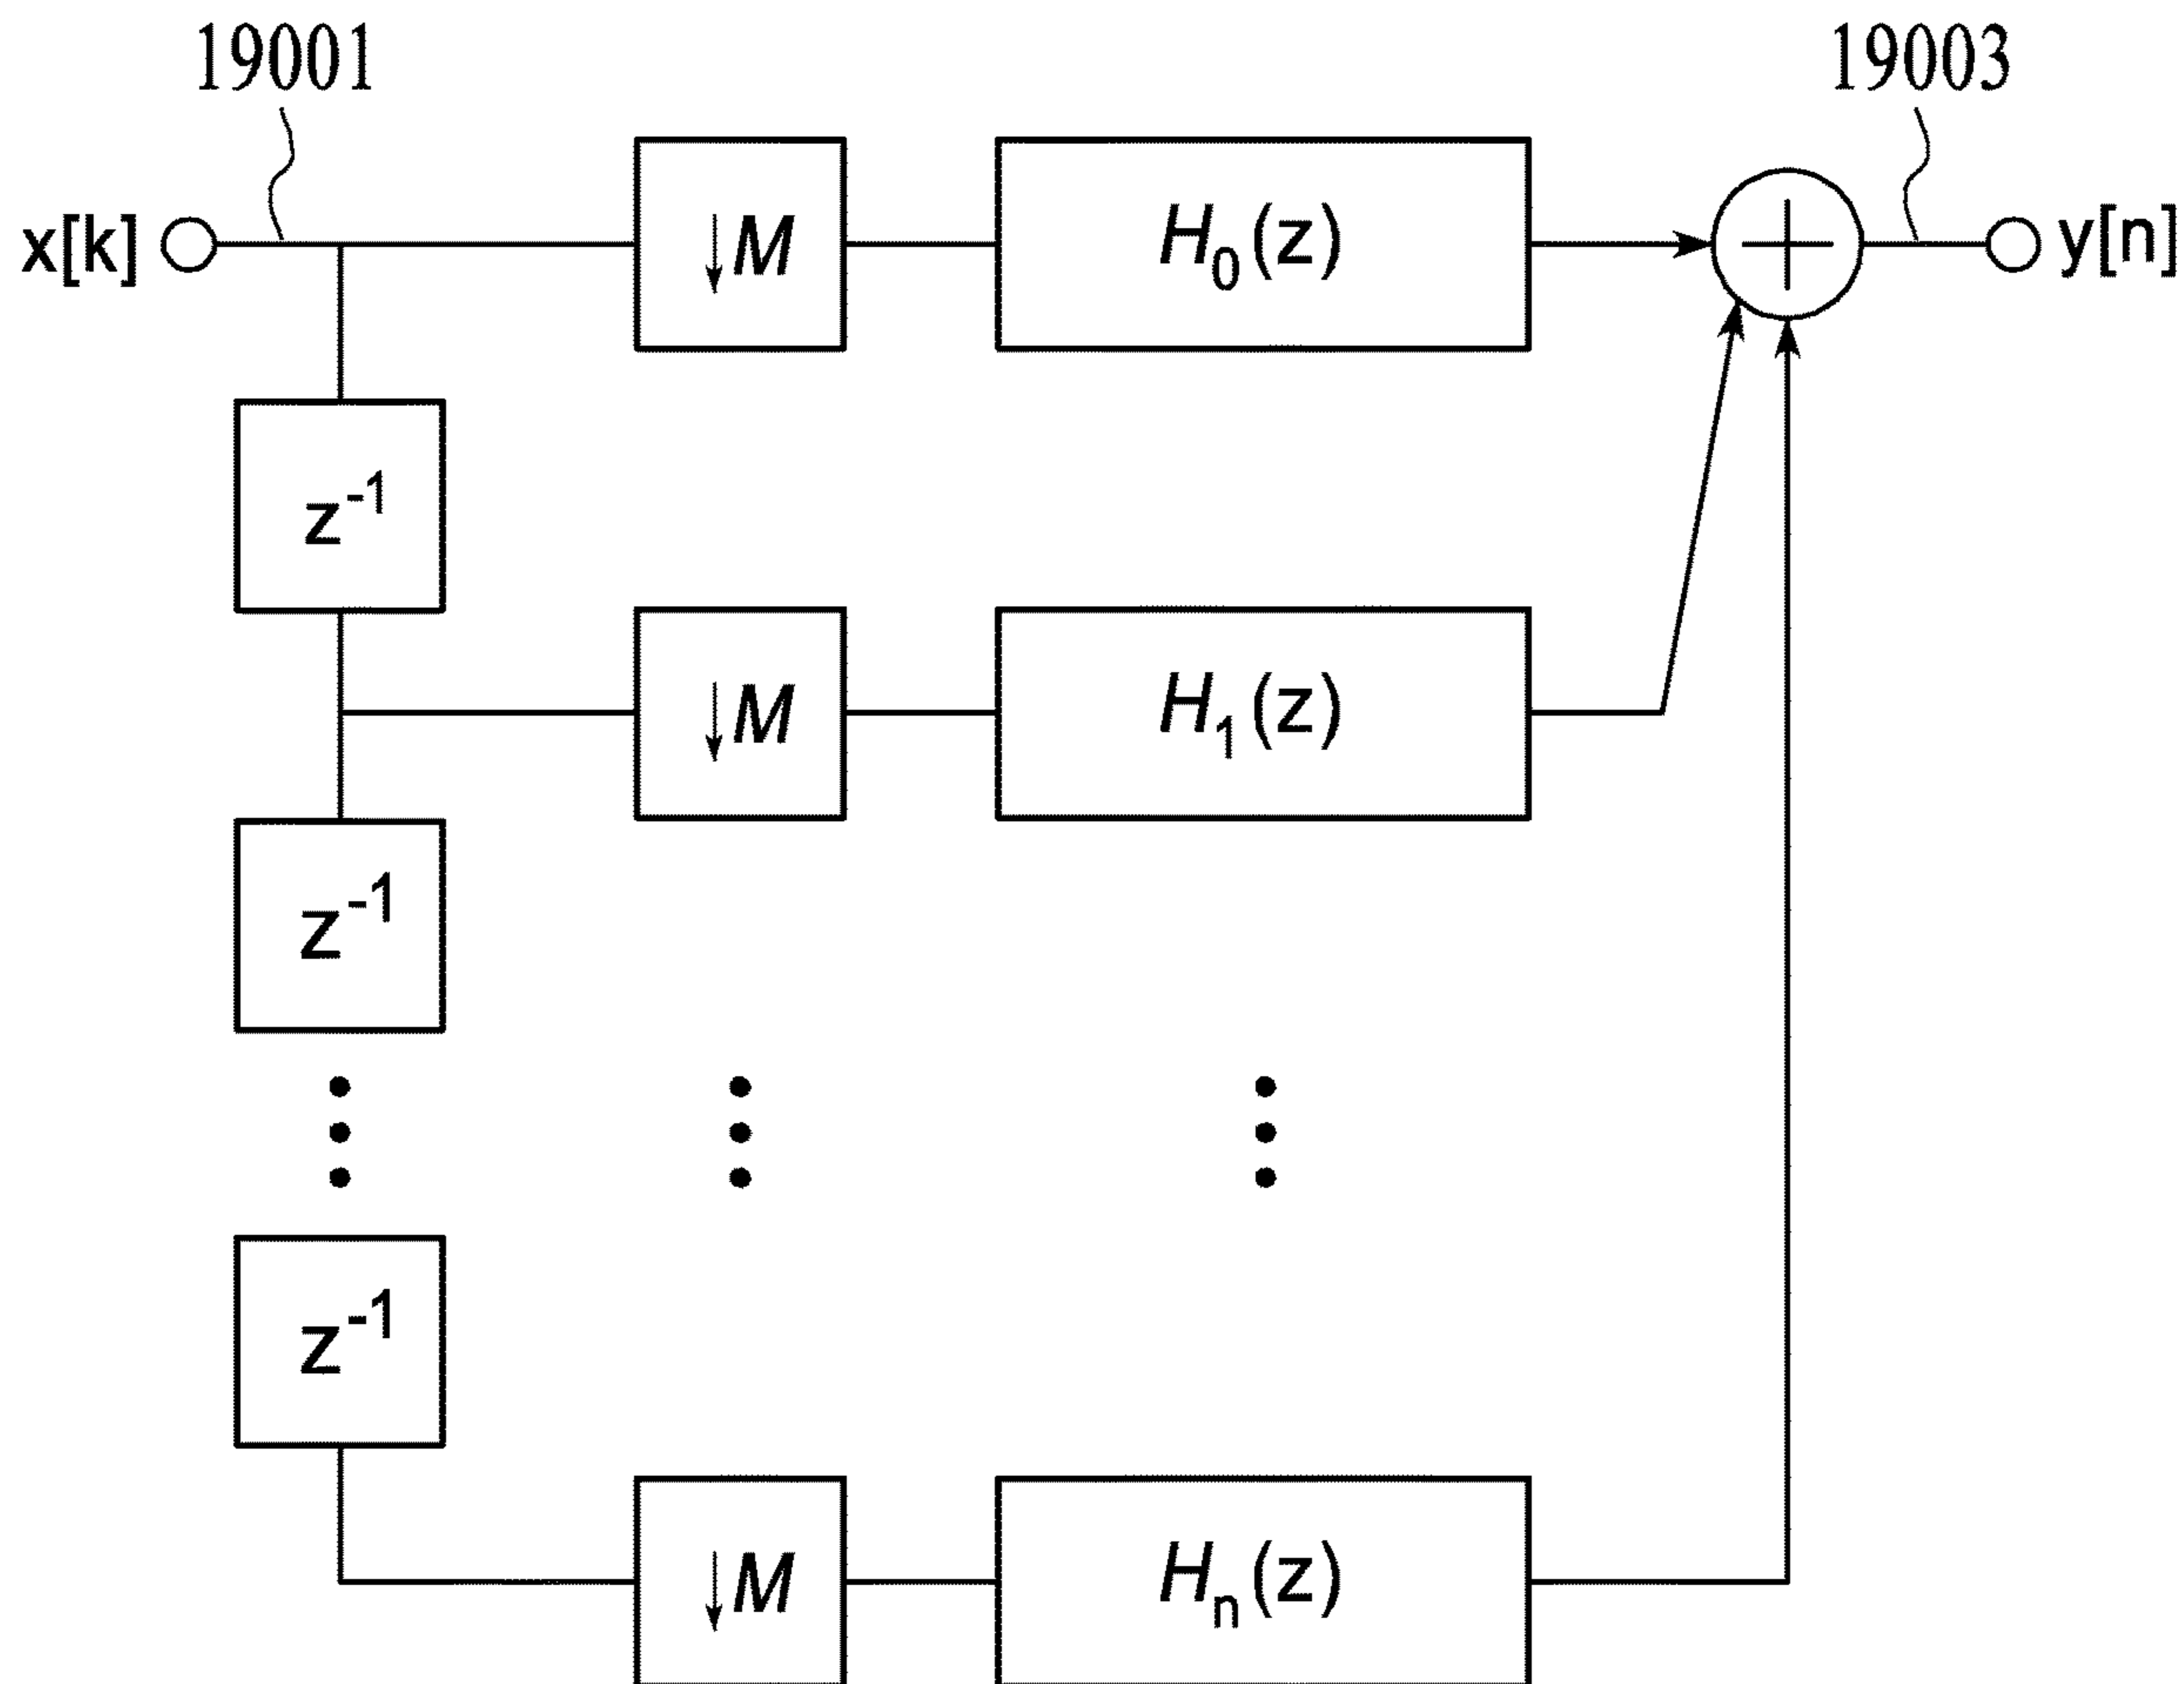 19001
19003
x[k]
↓M
H₀(z)
y[n]
z⁻¹
↓M
H₁(z)
z⁻¹
z⁻¹
↓M
Hₙ(z)